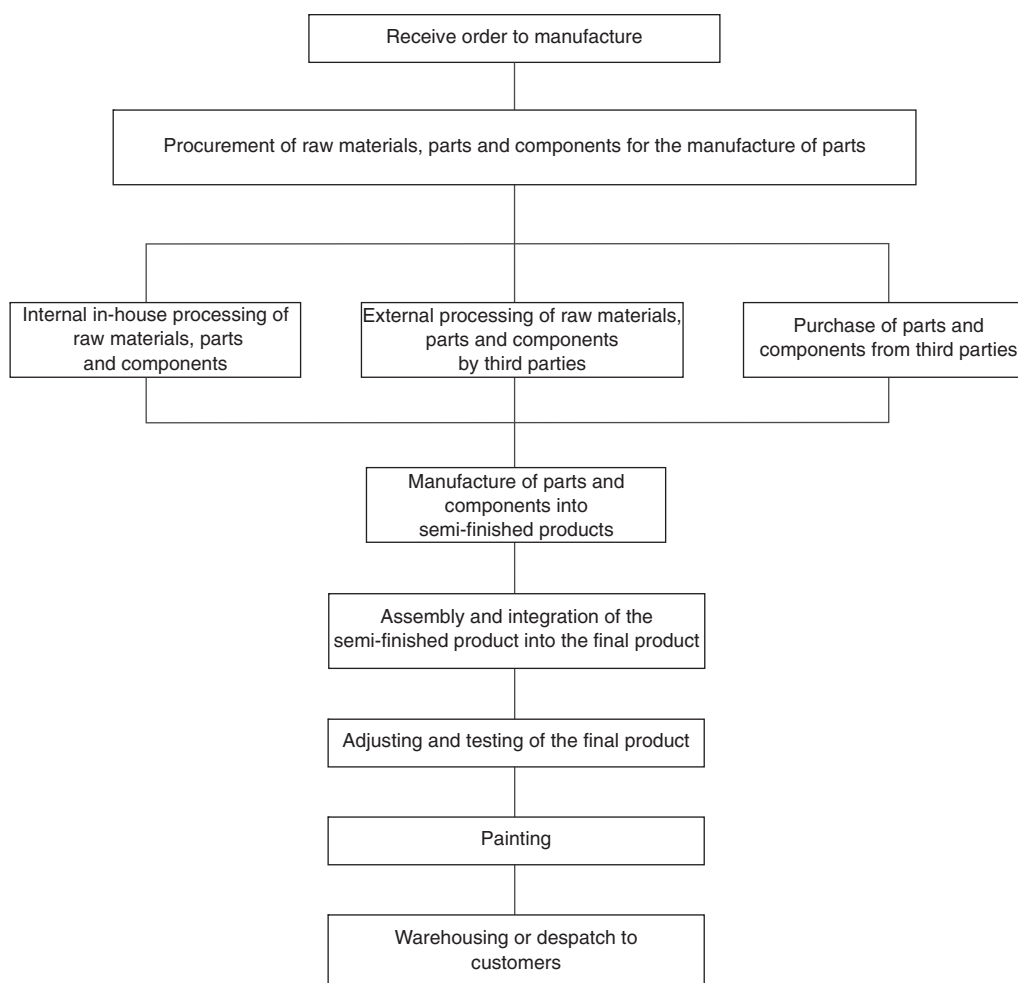 Receive order to manufacture
Procurement of raw materials, parts and components for the manufacture of parts
Internal in-house processing of
raw materials, parts
and components
External processing of raw materials,
parts and components
by third parties
Purchase of parts and
components from third parties
Manufacture of parts and
components into
semi-finished products
Assembly and integration of the
semi-finished product into the final product
Adjusting and testing of the final product
Painting
Warehousing or despatch to
customers